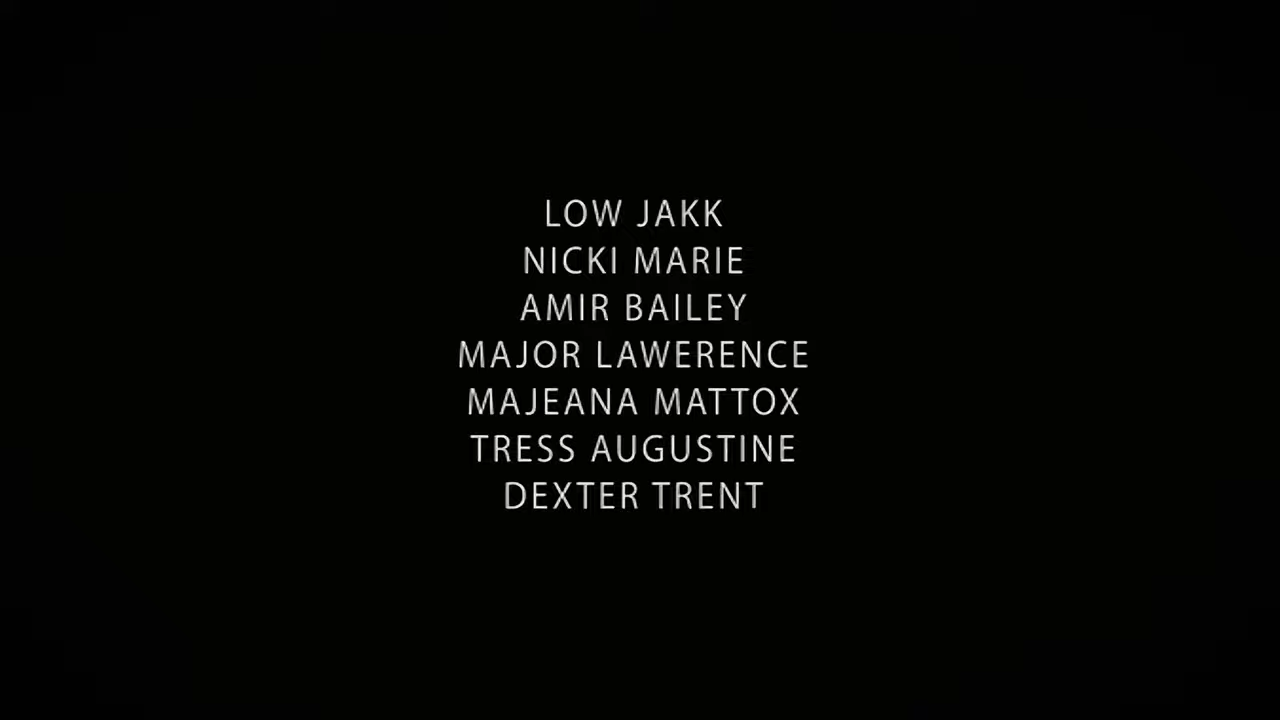 LOW JAKK
NICKI MARIE
AMIR BAILEY
MAJOR LAWERENCE
MAJEANA MATTOX
TRESS AUGUSTINE
DEXTER TRENT